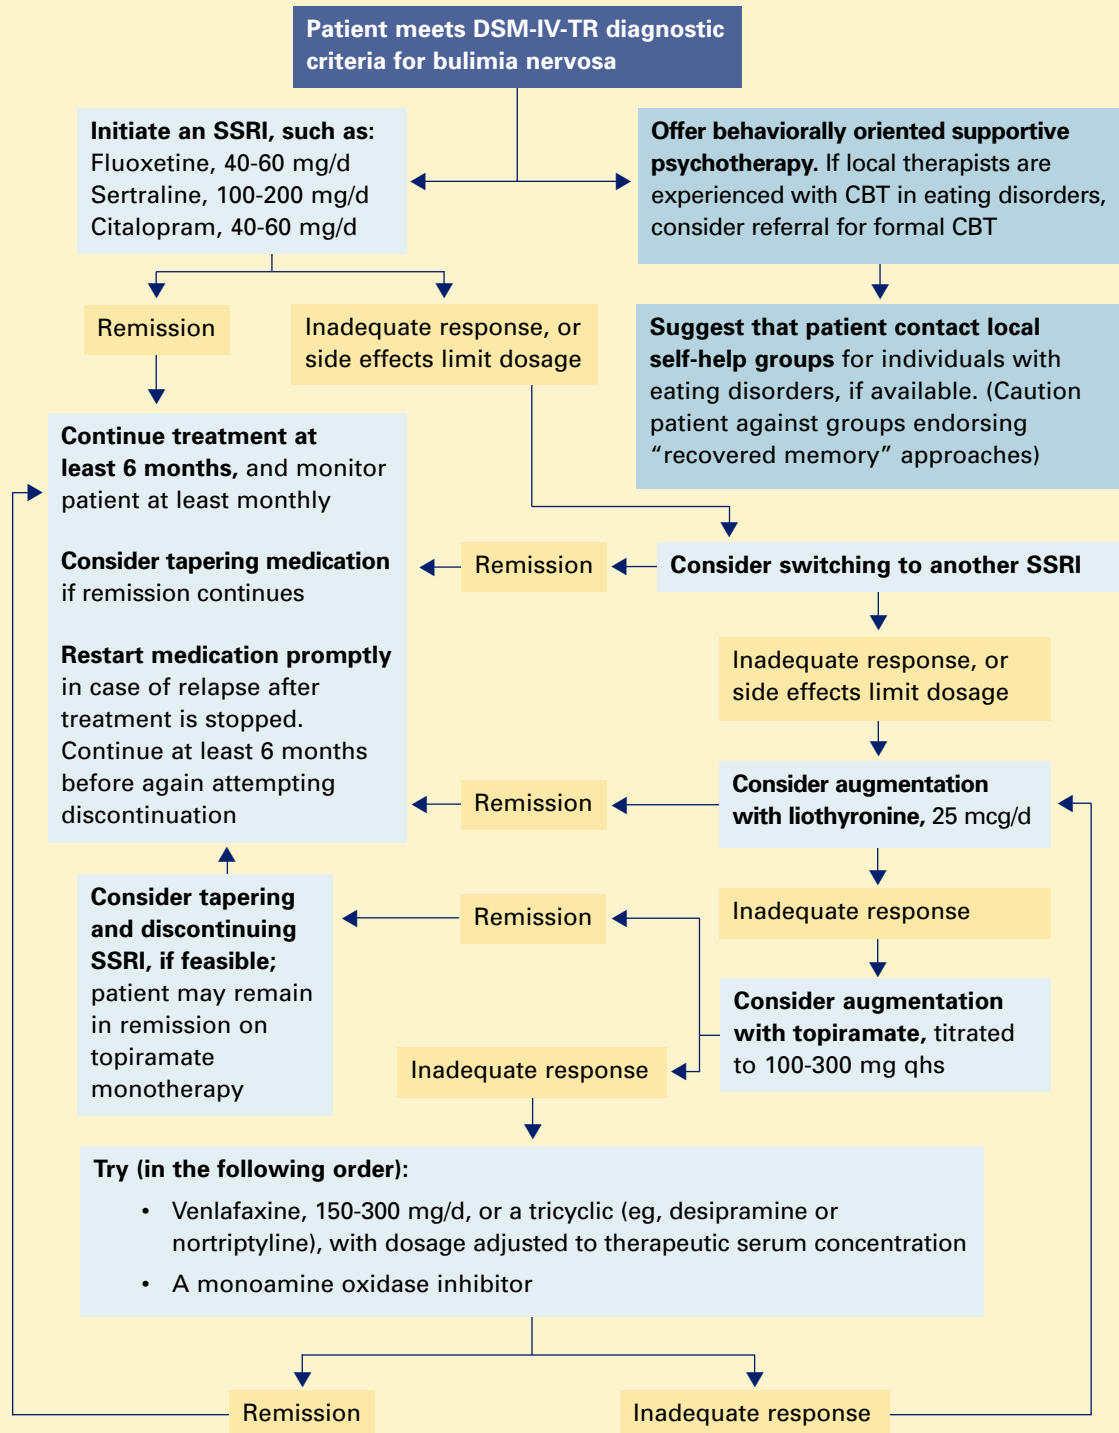 Patient meets DSM-IV-TR diagnostic
criteria for bulimia nervosa
Initiate an SSRI, such as:
Fluoxetine, 40-60 mg/d
Sertraline, 100-200 mg/d
Citalopram, 40-60 mg/d
Offer behaviorally oriented supportive
psychotherapy. If local therapists are
experienced with CBT in eating disorders,
consider referral for formal CBT
Remission
Inadequate response, or
side effects limit dosage
Suggest that patient contact local
self-help groups for individuals with
eating disorders, if available. (Caution
patient against groups endorsing
“recovered memory” approaches)
Continue treatment at
least 6 months, and monitor
patient at least monthly
Consider tapering medication
if remission continues
Restart medication promptly
in case of relapse after
treatment is stopped.
Continue at least 6 months
before again attempting
discontinuation
Remission
Consider switching to another SSRI
Inadequate response, or
side effects limit dosage
Remission
Consider augmentation
with liothyronine, 25 mcg/d
Inadequate response
Consider tapering
and discontinuing
SSRI, if feasible;
patient may remain
in remission on
topiramate
monotherapy
Remission
Consider augmentation
with topiramate, titrated
to 100-300 mg qhs
Inadequate response
Try (in the following order):
• Venlafaxine, 150-300 mg/d, or a tricyclic (eg, desipramine or
nortriptyline), with dosage adjusted to therapeutic serum concentration
• A monoamine oxidase inhibitor
Remission
Inadequate response